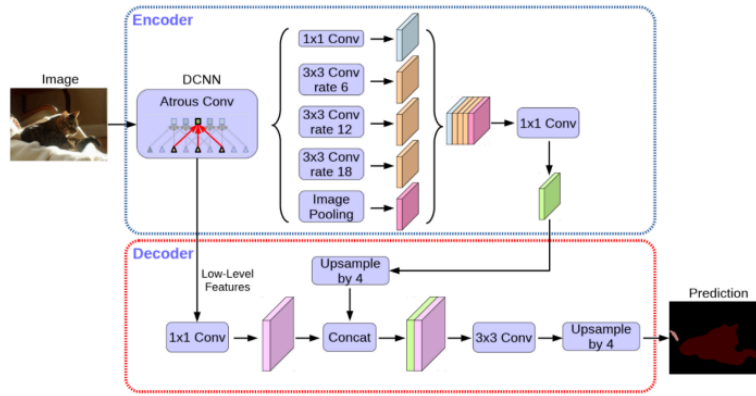 Encoder
Image
DCNN
Atrous Conv
1x1 Conv
3x3 Conv
rate 6
3x3 Conv
rate 12
3x3 Conv
rate 18
Image
Pooling
1x1 Conv
Decoder
Low-Level
Features
Upsample
by 4
1x1 Conv
Concat
3x3 Conv
Upsample
by 4
Prediction